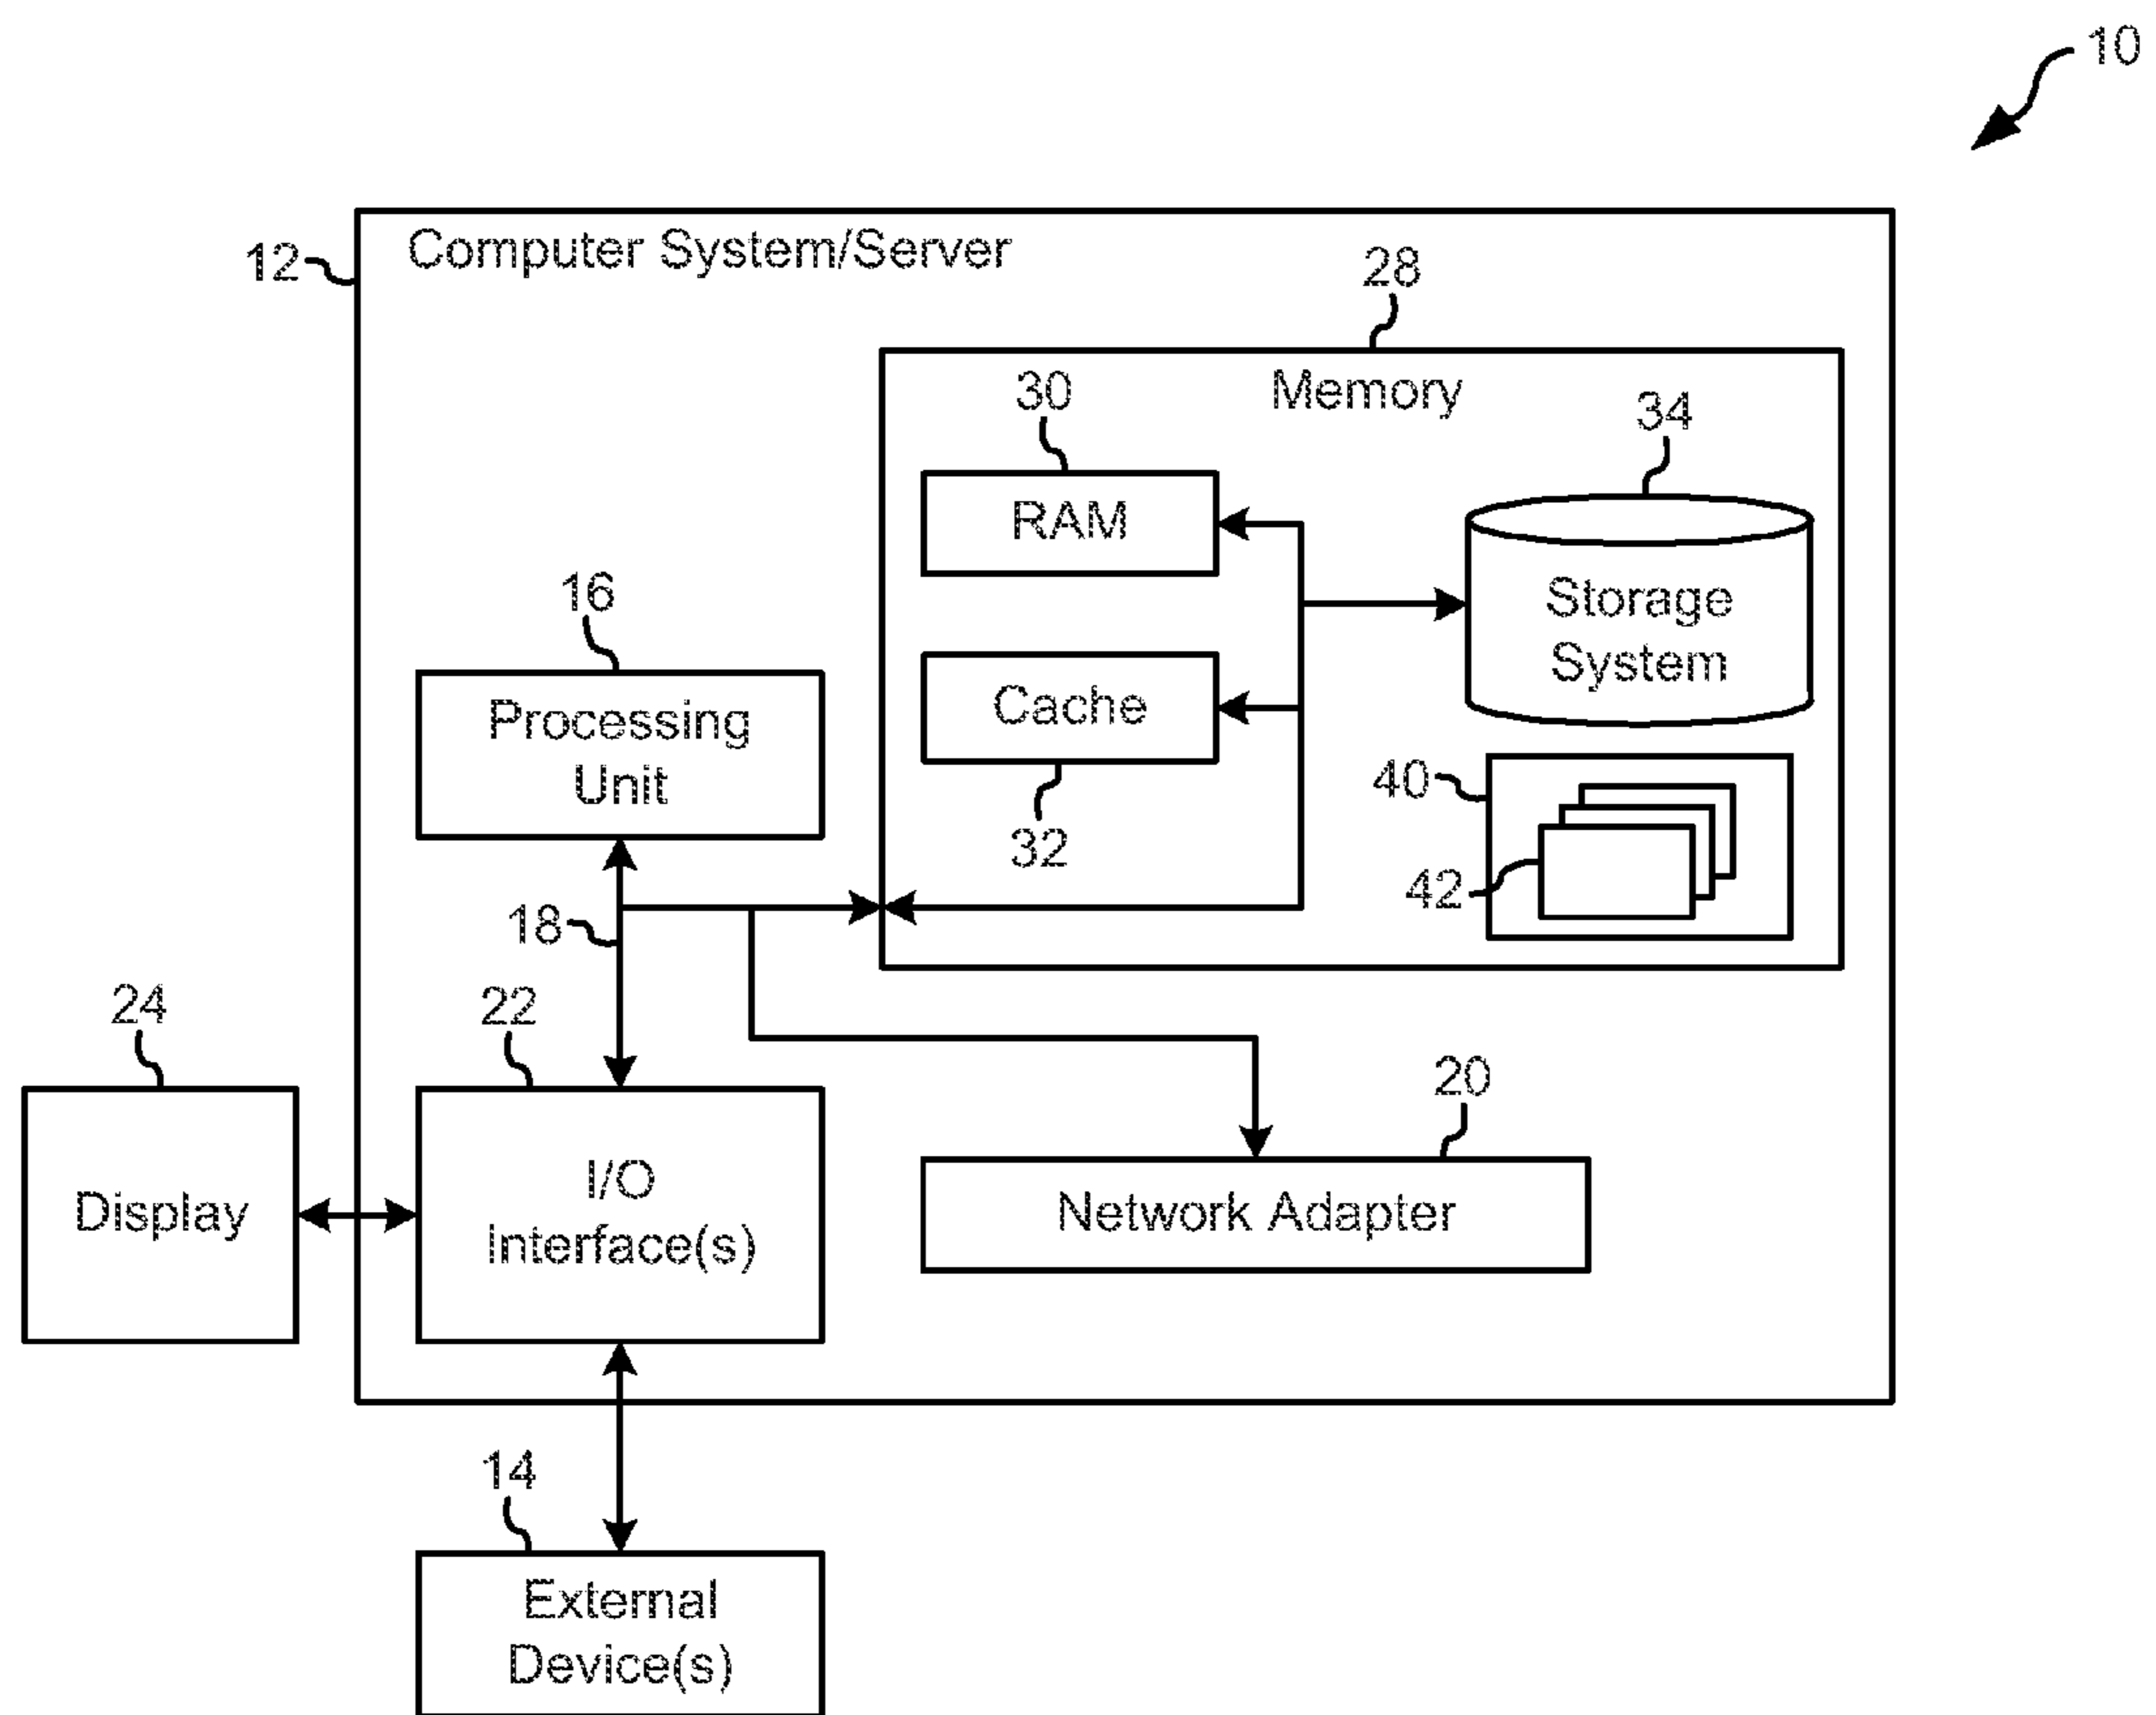 10
12
Computer System/Server
28
Memory
30
34
RAM
Storage
System
16
Processing
Unit
Cache
32
40
42
18
24
22
20
Display
I/O
Interface(s)
Network Adapter
14
External
Device(s)